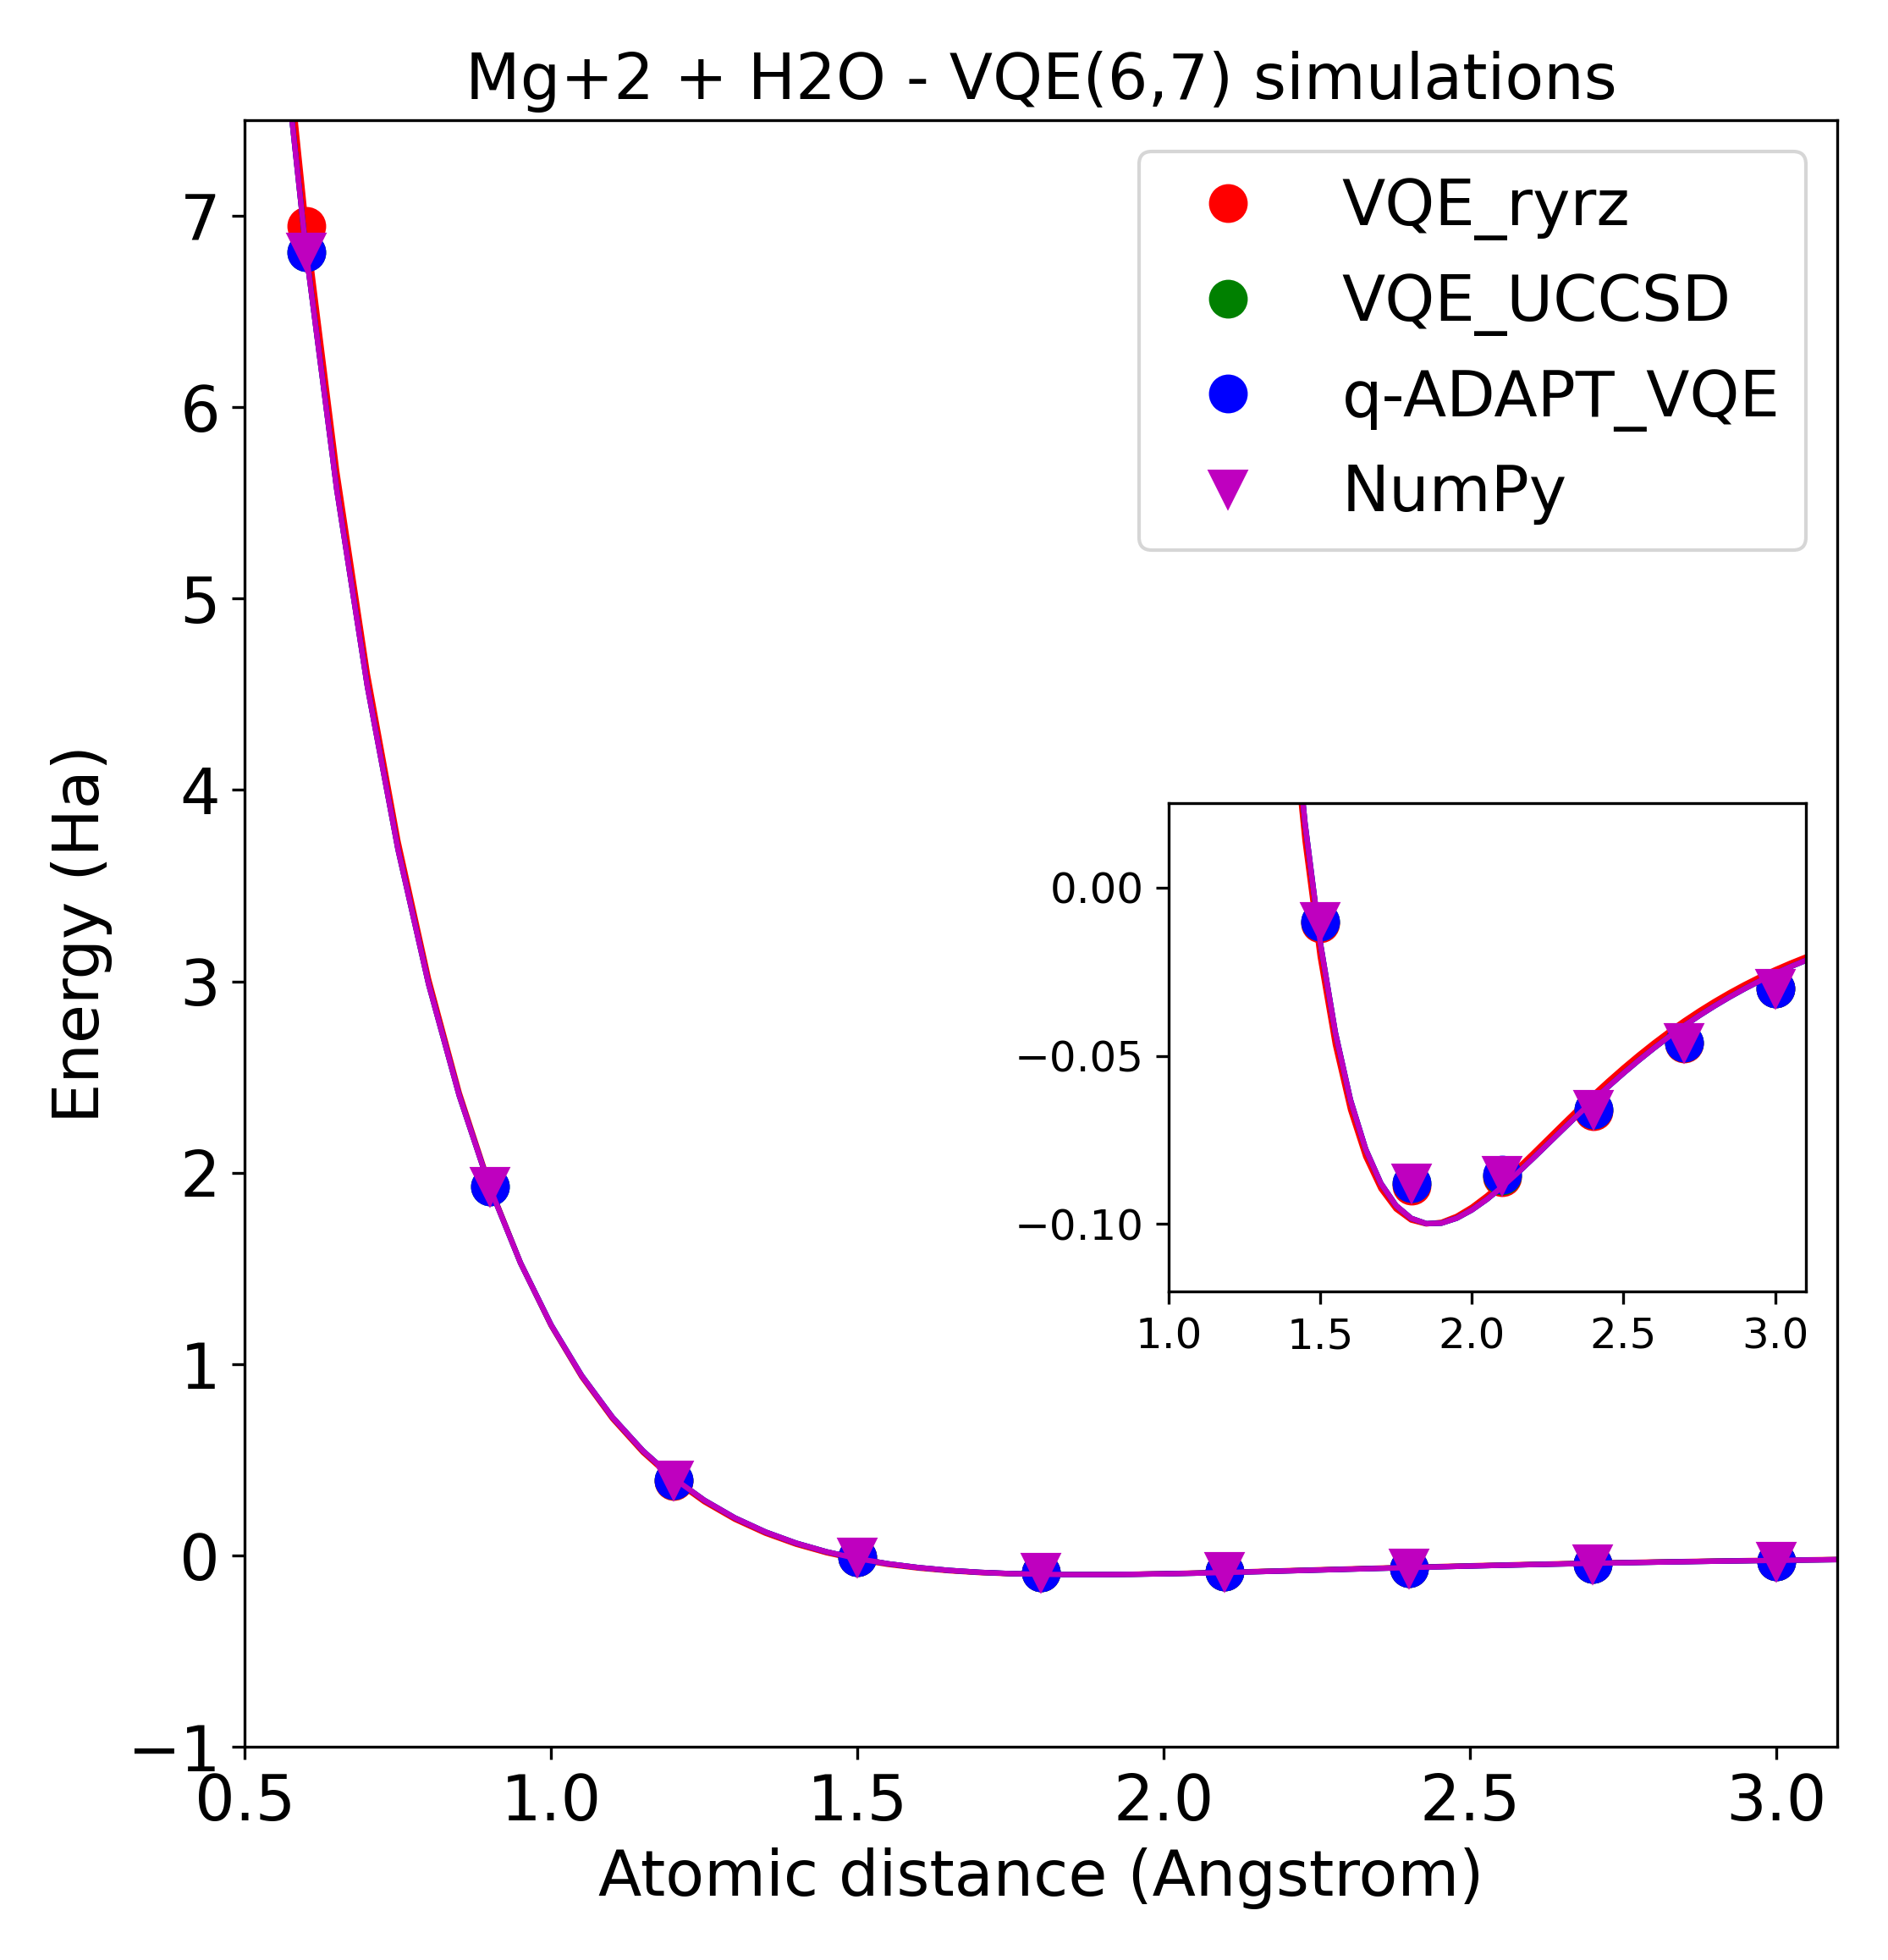 Mg+2 + H2O - VQE(6,7) simulations
VQE_ryrz
VQE_UCCSD
q-ADAPT_VQE
NumPy
7
6
5
4
3
2
1
0
−1
Energy (Ha)
0.00
−0.05
−0.10
1.0 1.5 2.0 2.5 3.0
0.5 1.0 1.5 2.0 2.5 3.0
Atomic distance (Angstrom)